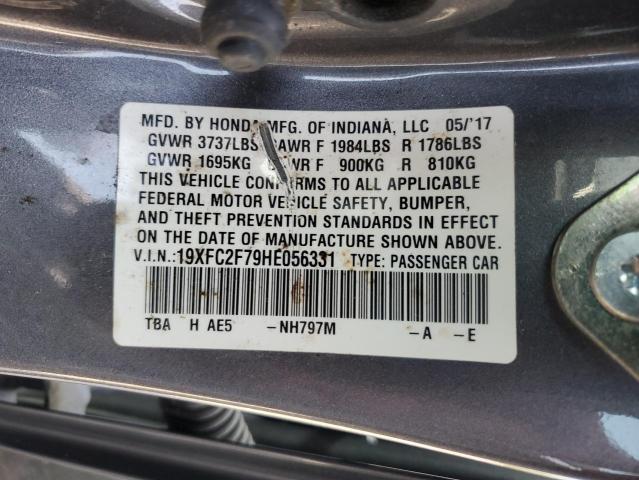 MFD. BY HONDA MFG. OF INDIANA, LLC 05/'17
GVWR 3737LBS GAWR F 1984LBS R 1786LBS
GVWR 1695KG GAWR F 900KG R 810KG
THIS VEHICLE CONFORMS TO ALL APPLICABLE
FEDERAL MOTOR VEHICLE SAFETY, BUMPER,
AND THEFT PREVENTION STANDARDS IN EFFECT
ON THE DATE OF MANUFACTURE SHOWN ABOVE.
V.I.N.: 19XFC2F79HE056331 TYPE: PASSENGER CAR
TBA H AE5 -NH797M -A -E